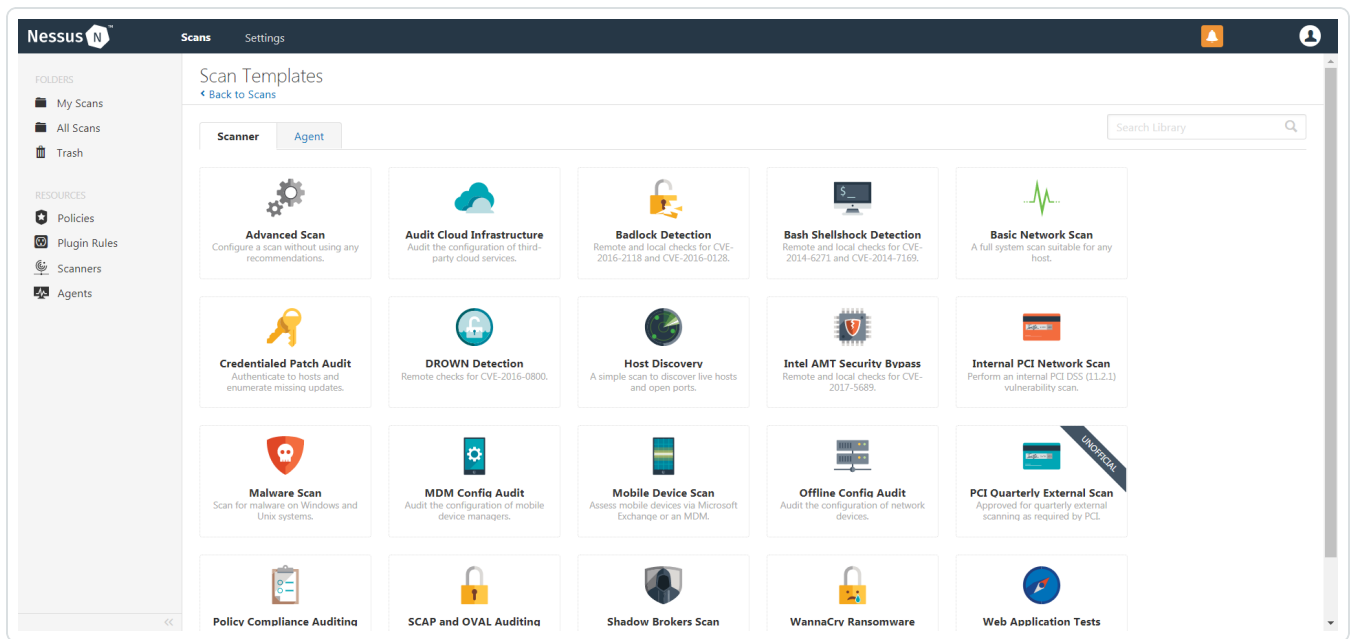 Nessus N ™
Scans Settings
FOLDERS
My Scans
All Scans
Trash
RESOURCES
Policies
Plugin Rules
Scanners
Agents
Scan Templates
Back to Scans
Scanner Agent
Search Library
Advanced Scan
Configure a scan without using any
recommendations.
Audit Cloud Infrastructure
Audit the configuration of third-
party cloud services.
Badlock Detection
Remote and local checks for CVE-
2016-2118 and CVE-2016-0128.
$_
Bash Shellshock Detection
Remote and local checks for CVE-
2014-6271 and CVE-2014-7169.
Basic Network Scan
A full system scan suitable for any
host.
Credentialed Patch Audit
Authenticate to hosts and
enumerate missing updates.
DROWN Detection
Remote checks for CVE-2016-0800.
Host Discovery
A simple scan to discover live hosts
and open ports.
Intel AMT Security Bypass
Remote and local checks for CVE-
2017-5689.
Internal PCI Network Scan
Perform an internal PCI DSS (11.2.1)
vulnerability scan.
Malware Scan
Scan for malware on Windows and
Unix systems.
MDM Config Audit
Audit the configuration of mobile
device managers.
Mobile Device Scan
Assess mobile devices via Microsoft
Exchange or an MDM.
Offline Config Audit
Audit the configuration of network
devices.
UNOFFICIAL
PCI Quarterly External Scan
Approved for quarterly external
scanning as required by PCI.
Policy Compliance Auditing
SCAP and OVAL Auditing
Shadow Brokers Scan
WannaCry Ransomware
Web Application Tests